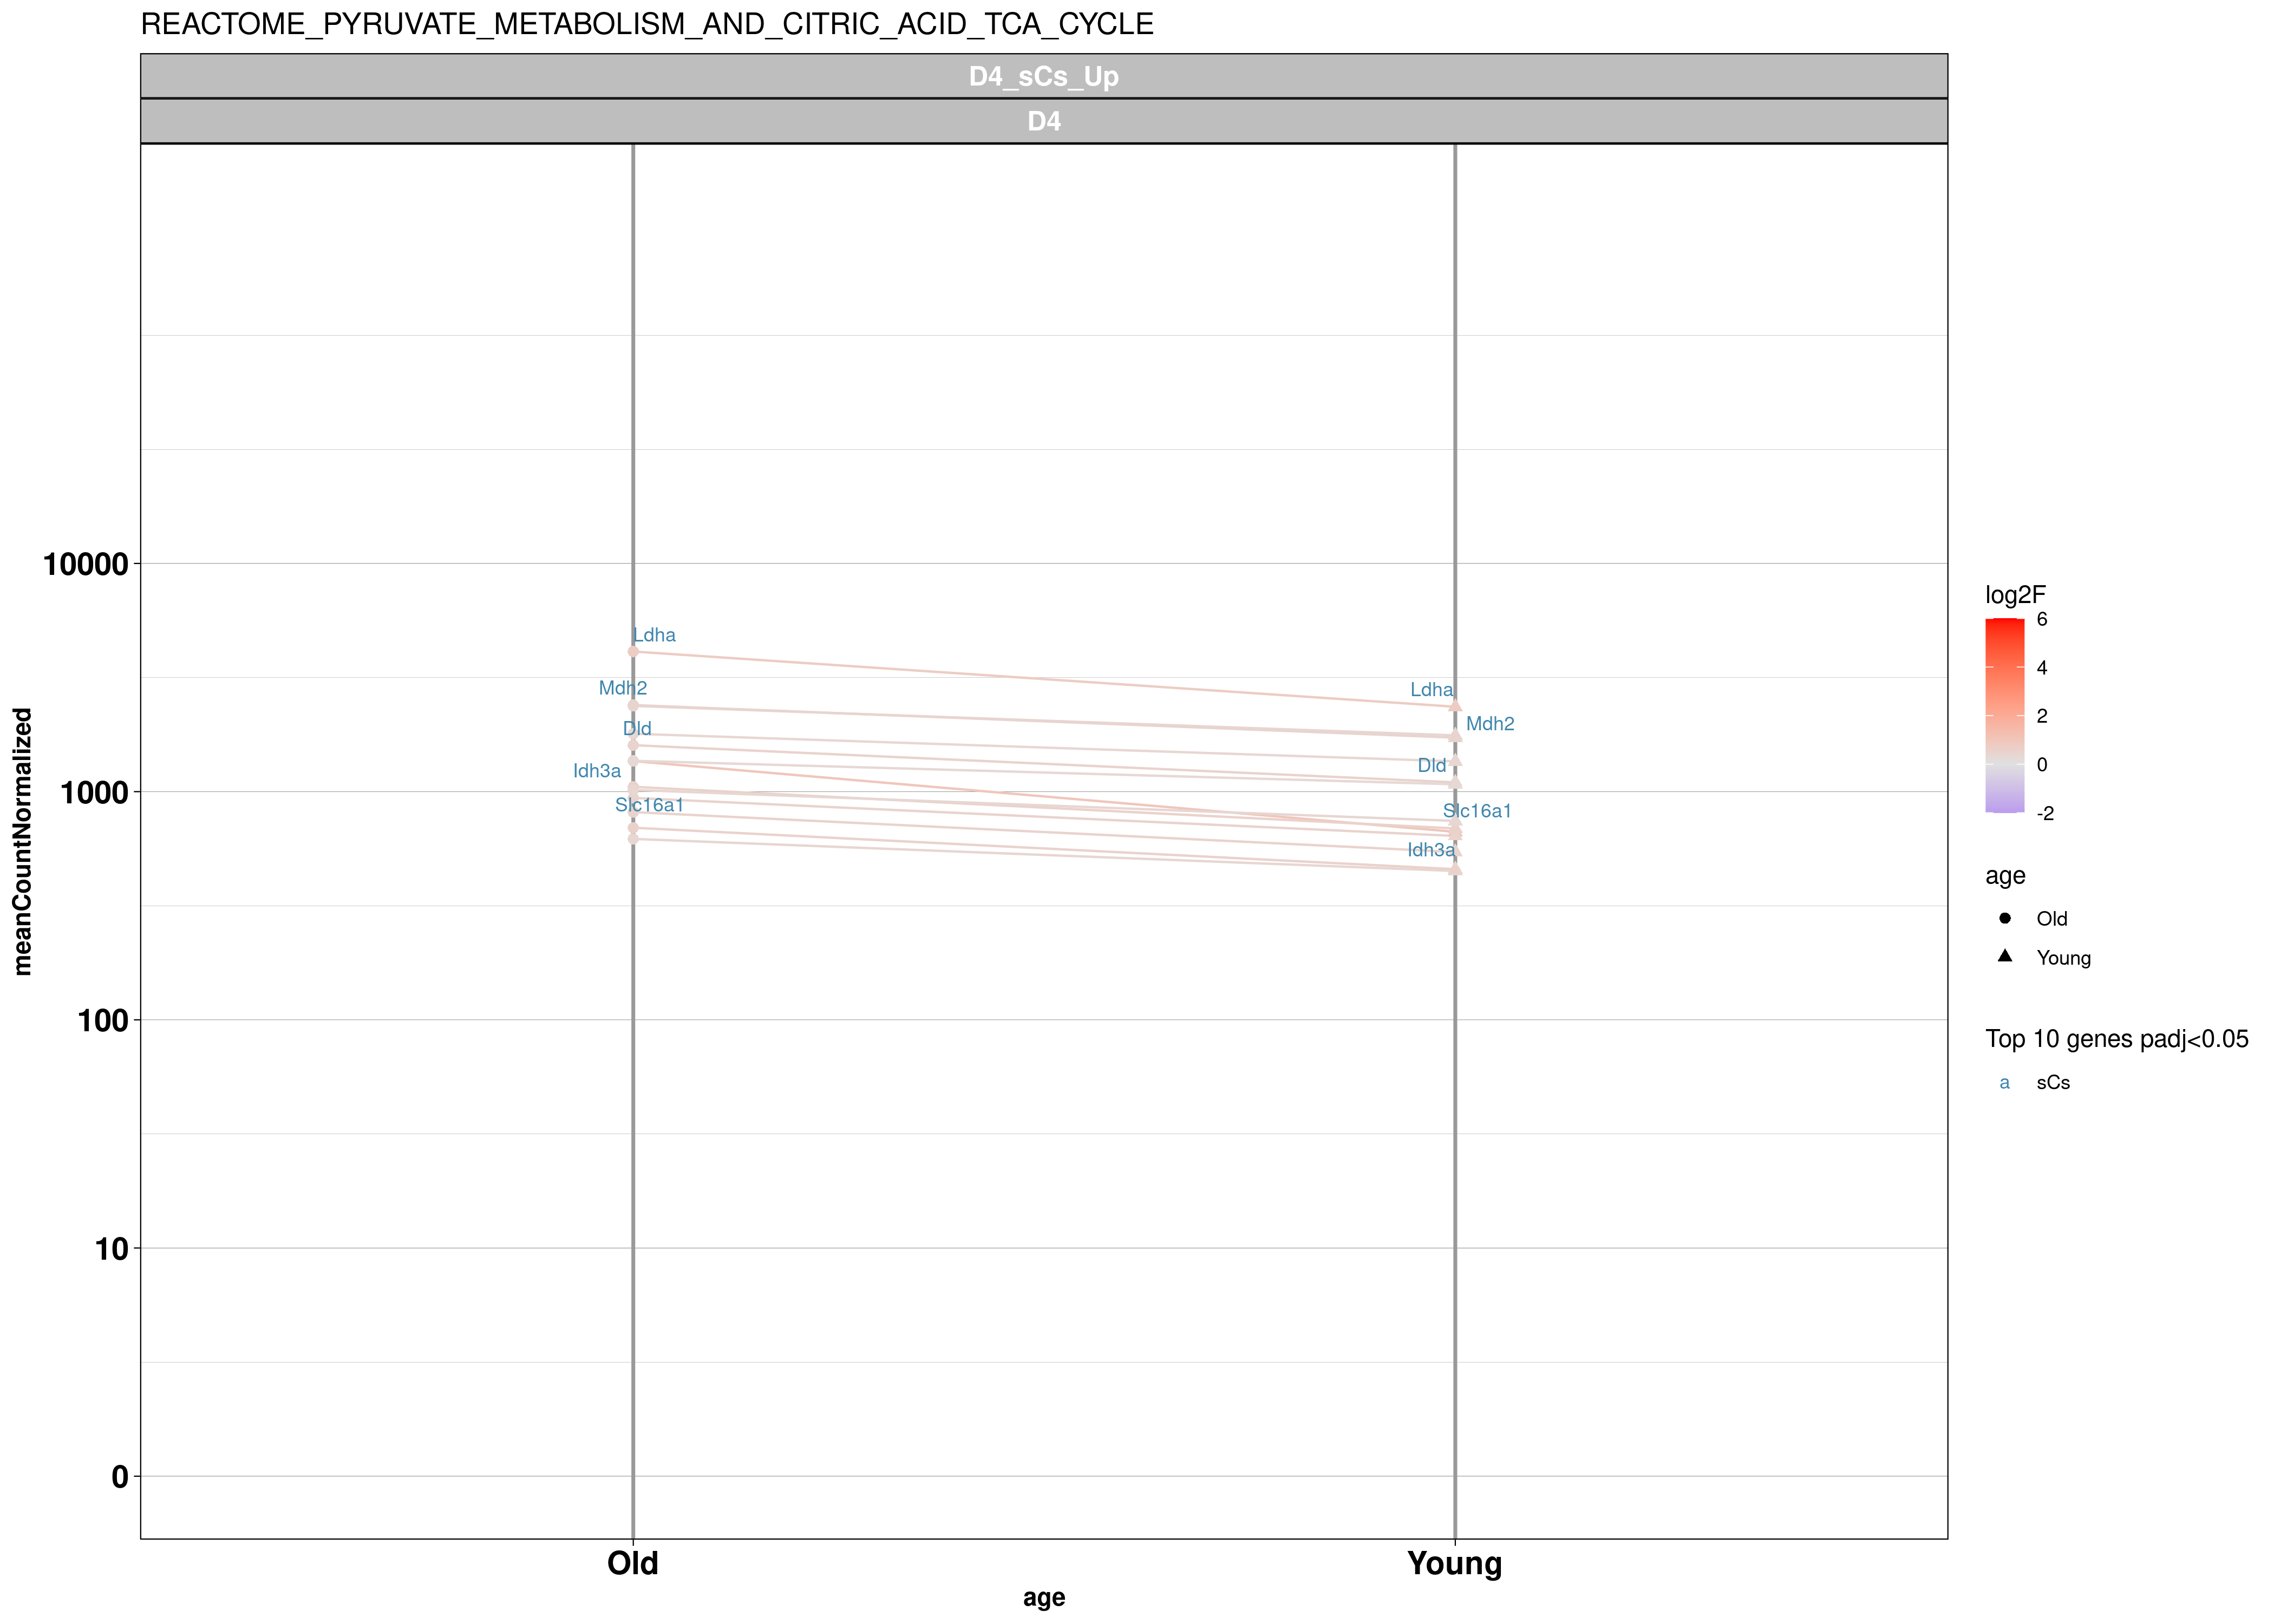 REACTOME_PYRUVATE_METABOLISM_AND_CITRIC_ACID_TCA_CYCLE
D4_sCs_Up
D4
meanCountNormalized
10000
1000
100
10
0
Ldha
Mdh2
Dld
Idh3a
Slc16a1
Ldha
Mdh2
Dld
Slc16a1
Idh3a
Old
Young
age
log2F
6
4
2
0
-2
age
Old
Young
Top 10 genes padj<0.05
a sCs